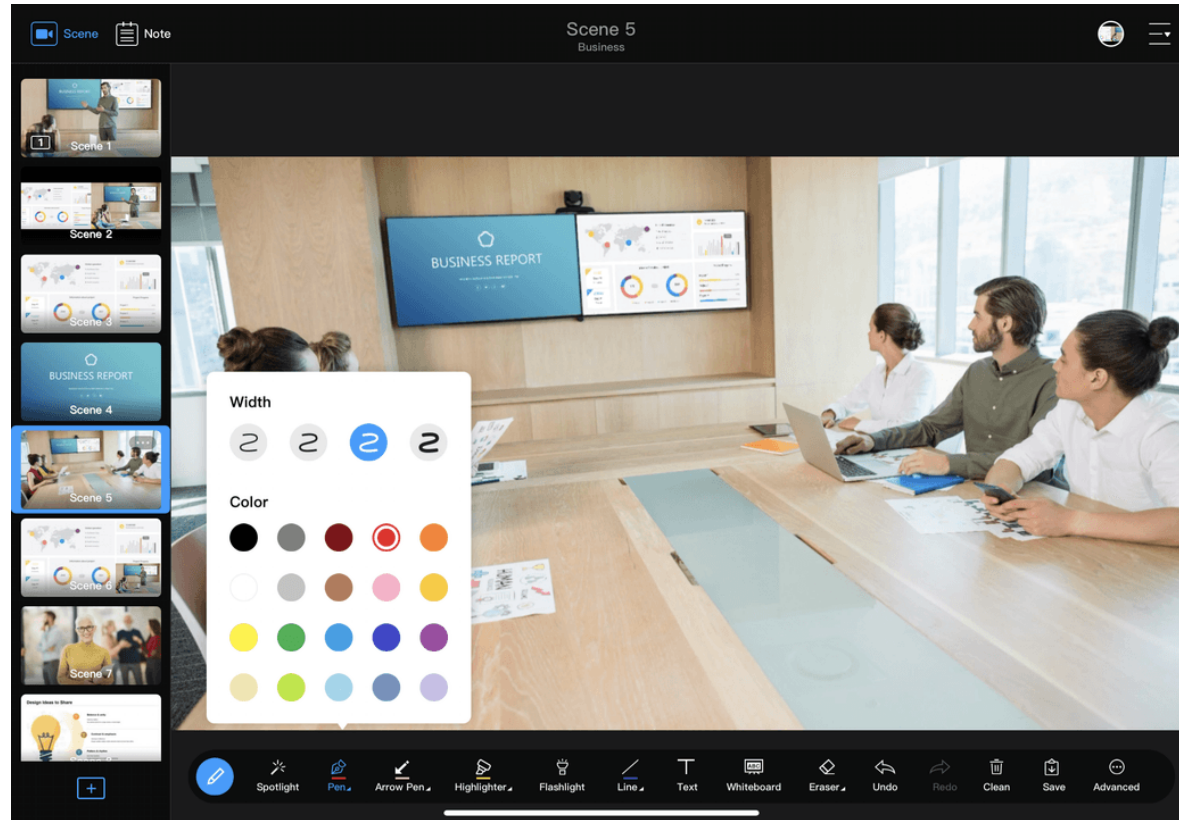 Scene
Note
Scene 5
Business
1
Scene 1
Scene 2
Scene 3
BUSINESS REPORT
Scene 4
Scene 5
Scene 6
Scene 7
Design Ideas to Share
BUSINESS REPORT
Width
Color
Spotlight
Pen
Arrow Pen
Highlighter
Flashlight
Line
Text
ABC
Whiteboard
Eraser
Undo
Redo
Clean
Save
Advanced